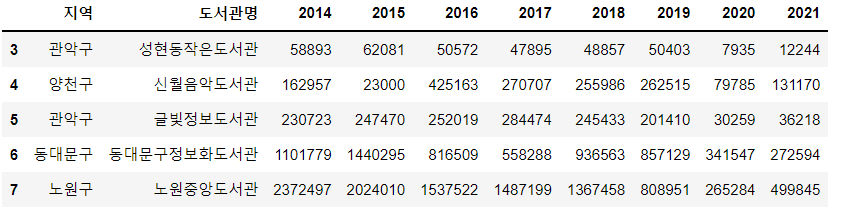 지역 도서관명 2014 2015 2016 2017 2018 2019 2020 2021
3 관악구 성현동작은도서관 58893 62081 50572 47895 48857 50403 7935 12244
4 양천구 신월음악도서관 162957 23000 425163 270707 255986 262515 79785 131170
5 관악구 글빛정보도서관 230723 247470 252019 284474 245433 201410 30259 36218
6 동대문구 동대문구정보화도서관 1101779 1440295 816509 558288 936563 857129 341547 272594
7 노원구 노원중앙도서관 2372497 2024010 1537522 1487199 1367458 808951 265284 499845